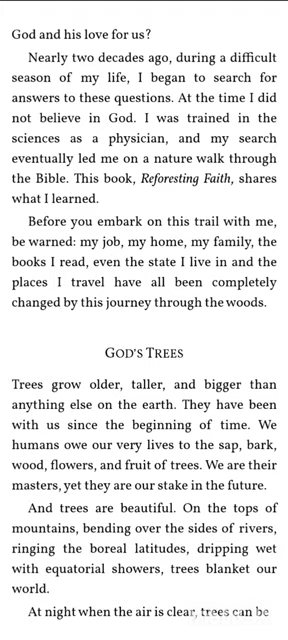 God and his love for us?
Nearly two decades ago, during a difficult
season of my life, I began to search for
answers to these questions. At the time I did
not believe in God. I was trained in the
sciences as a physician, and my search
eventually led me on a nature walk through
the Bible. This book, Reforesting Faith, shares
what I learned.
Before you embark on this trail with me,
be warned: my job, my home, my family, the
books I read, even the state I live in and the
places I travel have all been completely
changed by this journey through the woods.
GOD'S TREES
Trees grow older, taller, and bigger than
anything else on the earth. They have been
with us since the beginning of time. We
humans owe our very lives to the sap, bark,
wood, flowers, and fruit of trees. We are their
masters, yet they are our stake in the future.
And trees are beautiful. On the tops of
mountains, bending over the sides of rivers,
ringing the boreal latitudes, dripping wet
with equatorial showers, trees blanket our
world.
At night when the air is clear, trees can be